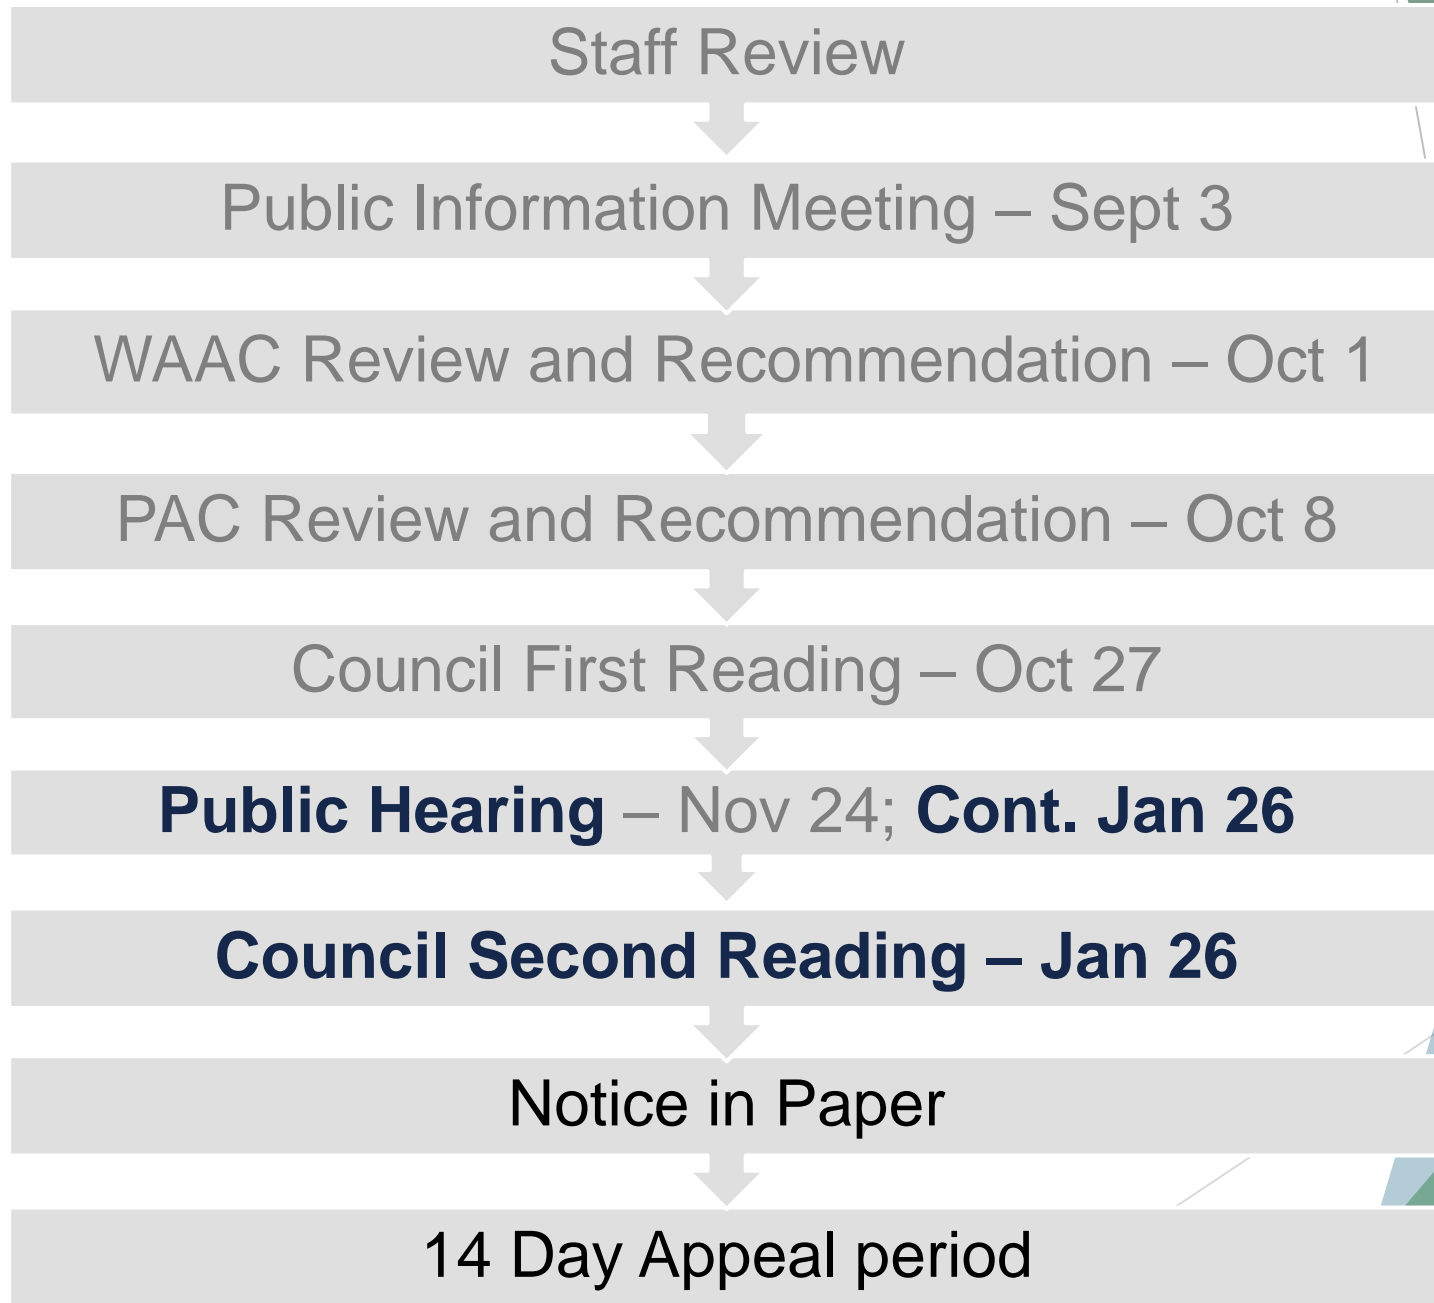 Staff Review
Public Information Meeting – Sept 3
WAAC Review and Recommendation – Oct 1
PAC Review and Recommendation – Oct 8
Council First Reading – Oct 27
Public Hearing – Nov 24; Cont. Jan 26
Council Second Reading – Jan 26
Notice in Paper
14 Day Appeal period